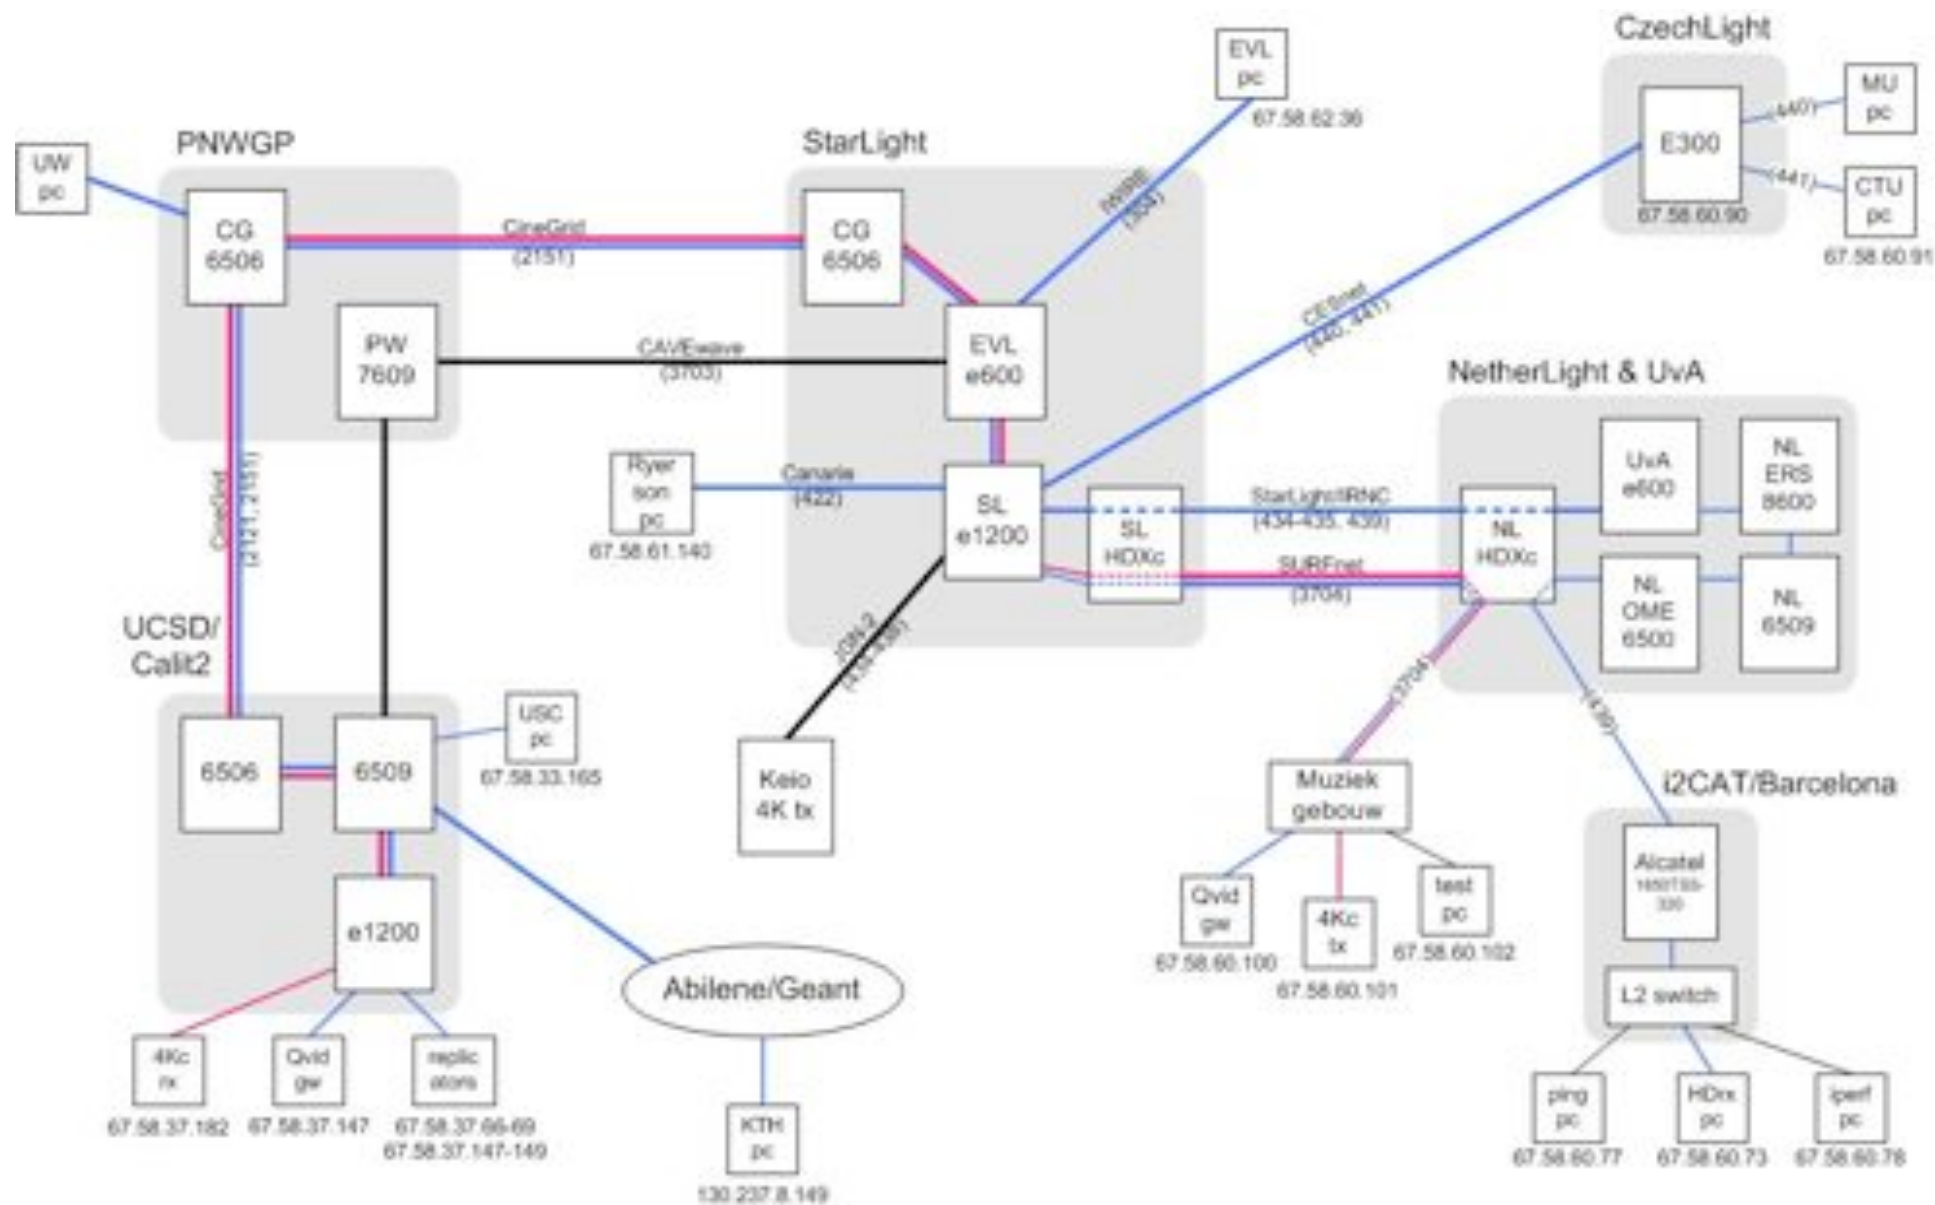 CzechLight
EVL
pc
67.58.62.36
MU
pc
(440)
E300
(441)
CTU
pc
67.58.60.90
67.58.60.91
PNWGP
StarLight
UW
pc
CG
6506
CineGrid
(2151)
CG
6506
IWIRE
(304)
CESnet
(440, 441)
PW
7609
CAVEwave
(3703)
EVL
e600
NetherLight & UvA
Ryer
son
pc
67.58.61.140
Canarie
(422)
SL
e1200
SL
HDXc
StarLight/IRNC
(434-435, 439)
SURFnet
(3704)
NL
HDXc
UvA
e600
NL
ERS
8600
NL
OME
6500
NL
6509
CineGrid
(2121, 2151)
JGN-2
UCSD/
Calit2
6506
6509
USC
pc
67.58.33.165
e1200
Keio
4K tx
(3704)
(439)
Muziek
gebouw
Qvid
gw
67.58.60.100
4Kc
tx
67.58.60.101
test
pc
67.58.60.102
i2CAT/Barcelona
Alcatel
L2 switch
ping
pc
67.58.60.77
HDrx
pc
67.58.60.73
iperf
pc
67.58.60.78
Abilene/Geant
KTH
pc
130.237.8.149
4Kc
rx
67.58.37.182
Qvid
gw
67.58.37.147
replic
ators
67.58.37.66-69
67.58.37.147-149